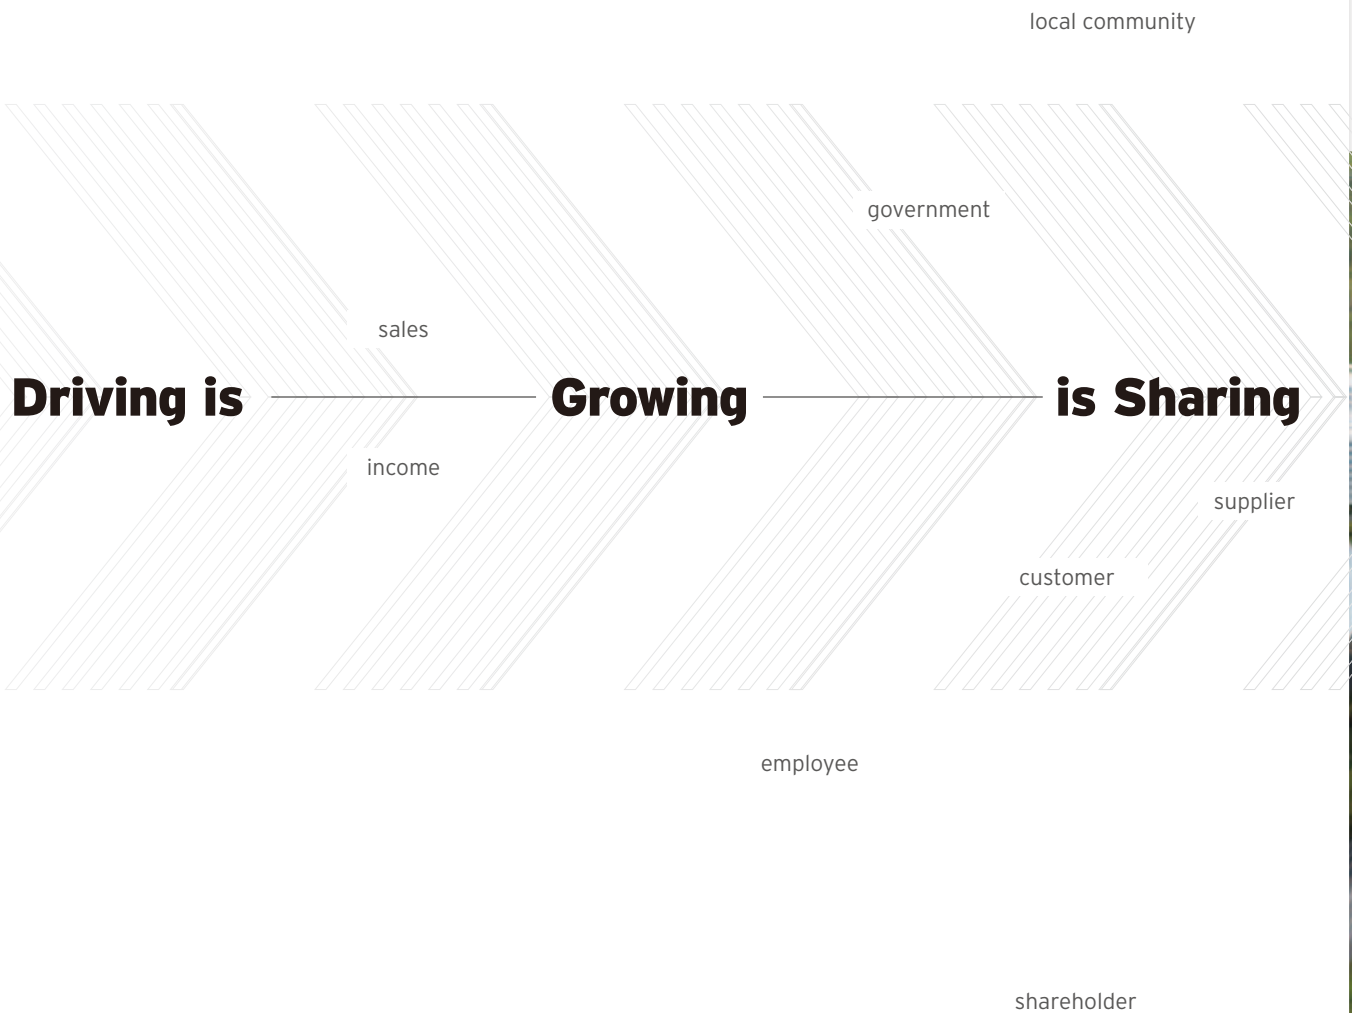 local community
government
sales
Driving is Growing is Sharing
income
supplier
customer
employee
shareholder